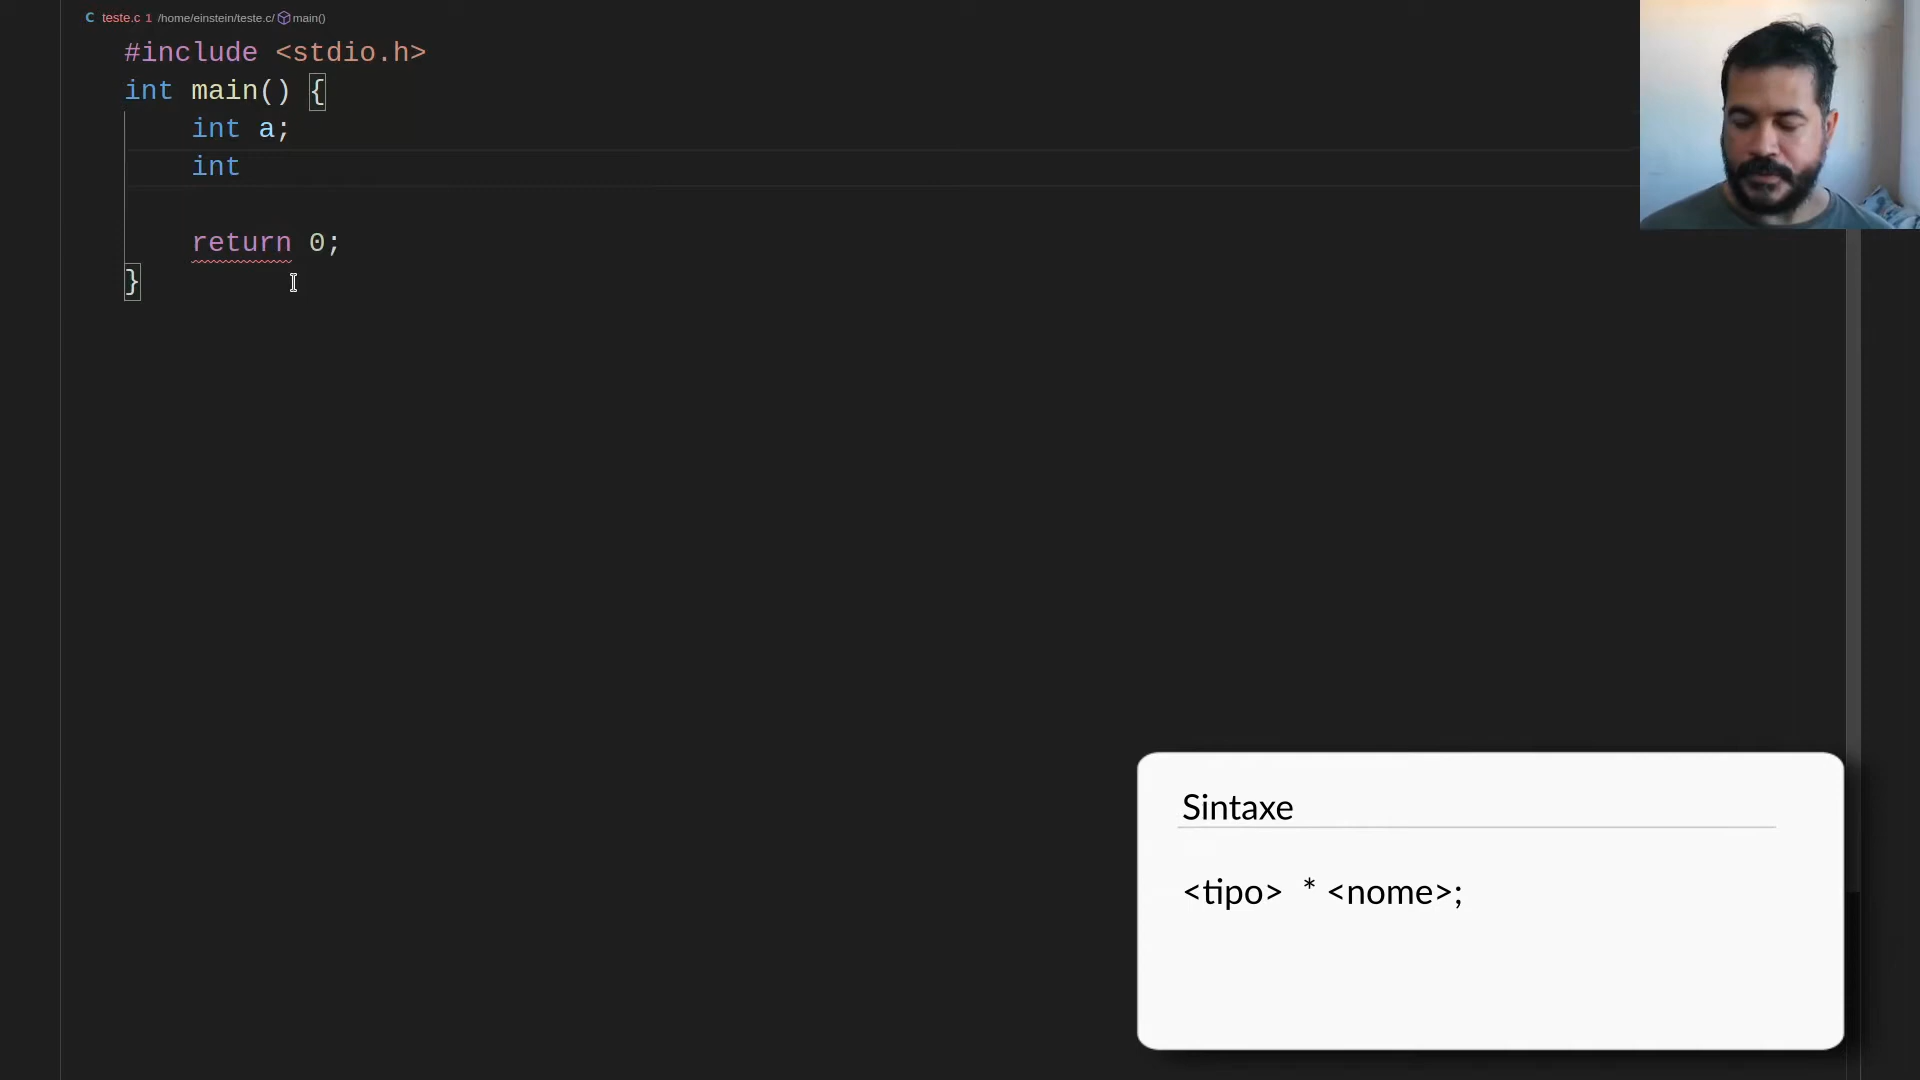 C teste.c 1 /home/einstein/teste.c/ main()
#include <stdio.h>
int main() {
int a;
int
return 0;
}
Sintaxe
<tipo> * <nome>;